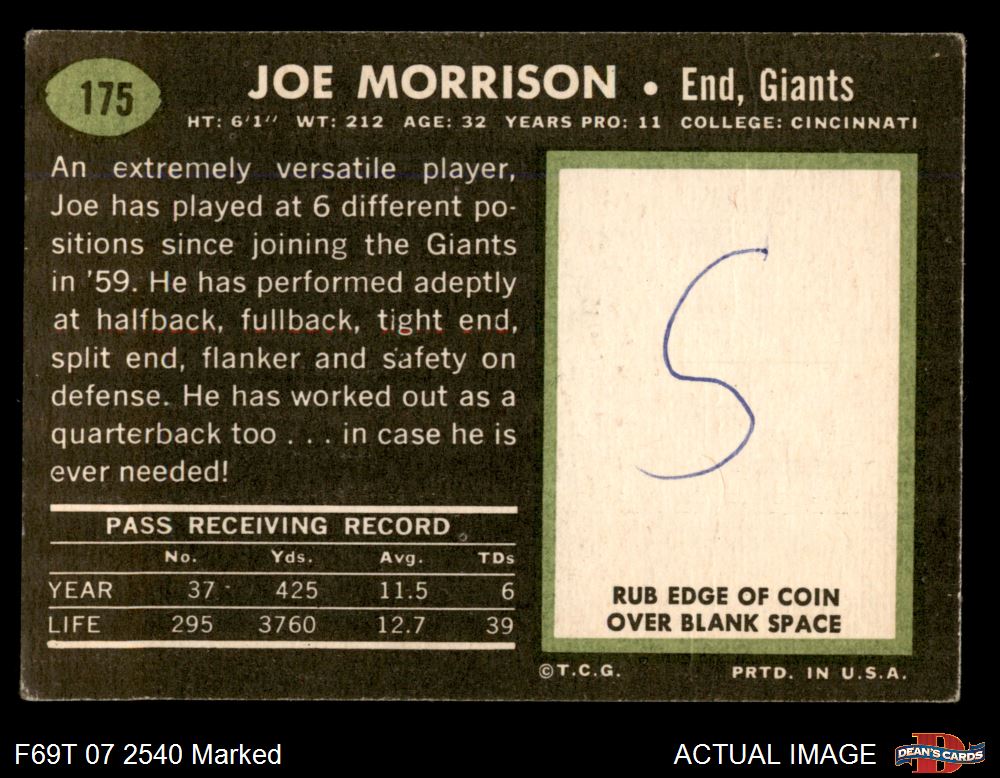 175
JOE MORRISON • End, Giants
HT: 6'1'' WT: 212 AGE: 32 YEARS PRO: 11 COLLEGE: CINCINNATI
An extremely versatile player,
Joe has played at 6 different po-
sitions since joining the Giants
in '59. He has performed adeptly
at halfback, fullback, tight end,
split end, flanker and safety on
defense. He has worked out as a
quarterback too . . . in case he is
ever needed!
PASS RECEIVING RECORD
No. Yds. Avg. TDs
YEAR 37 425 11.5 6
LIFE 295 3760 12.7 39
S
RUB EDGE OF COIN
OVER BLANK SPACE
©T.C.G. PRTD. IN U.S.A.
F69T 07 2540 Marked
ACTUAL IMAGE
DEAN'S CARDS